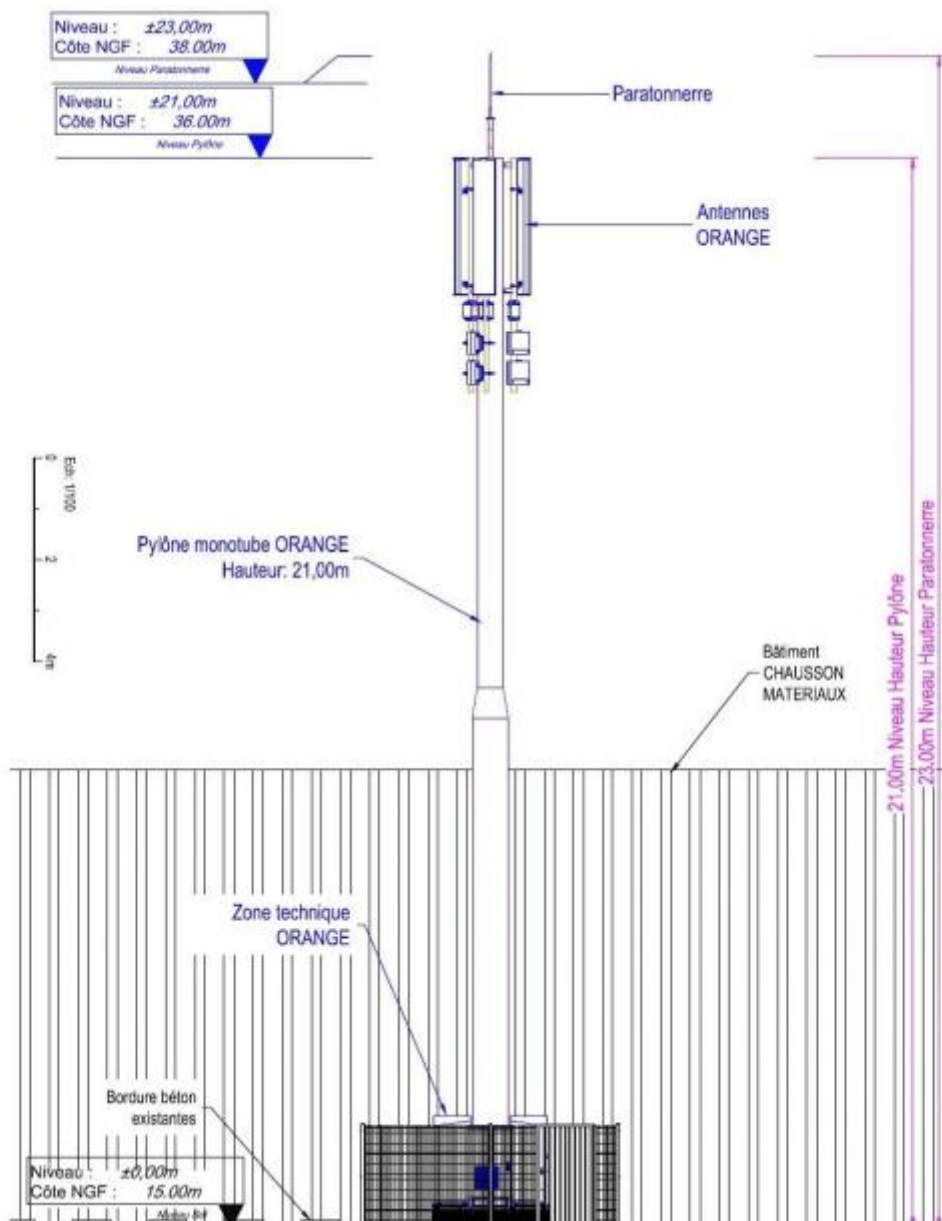 Niveau : ±23,00m
Côte NGF : 38.00m
Niveau Paratonnerre
Niveau : ±21,00m
Côte NGF : 36.00m
Niveau Pylône
Paratonnerre
Antennes
ORANGE
0
Ech: 1/100
2
4m
Pylône monotube ORANGE
Hauteur: 21,00m
Bâtiment
CHAUSSON
MATERIAUX
21.00m Niveau Hauteur Pylône
23.00m Niveau Hauteur Paratonnerre
Zone technique
ORANGE
Bordure béton
existantes
Niveau : ±0,00m
Côte NGF : 15.00m
Niveau